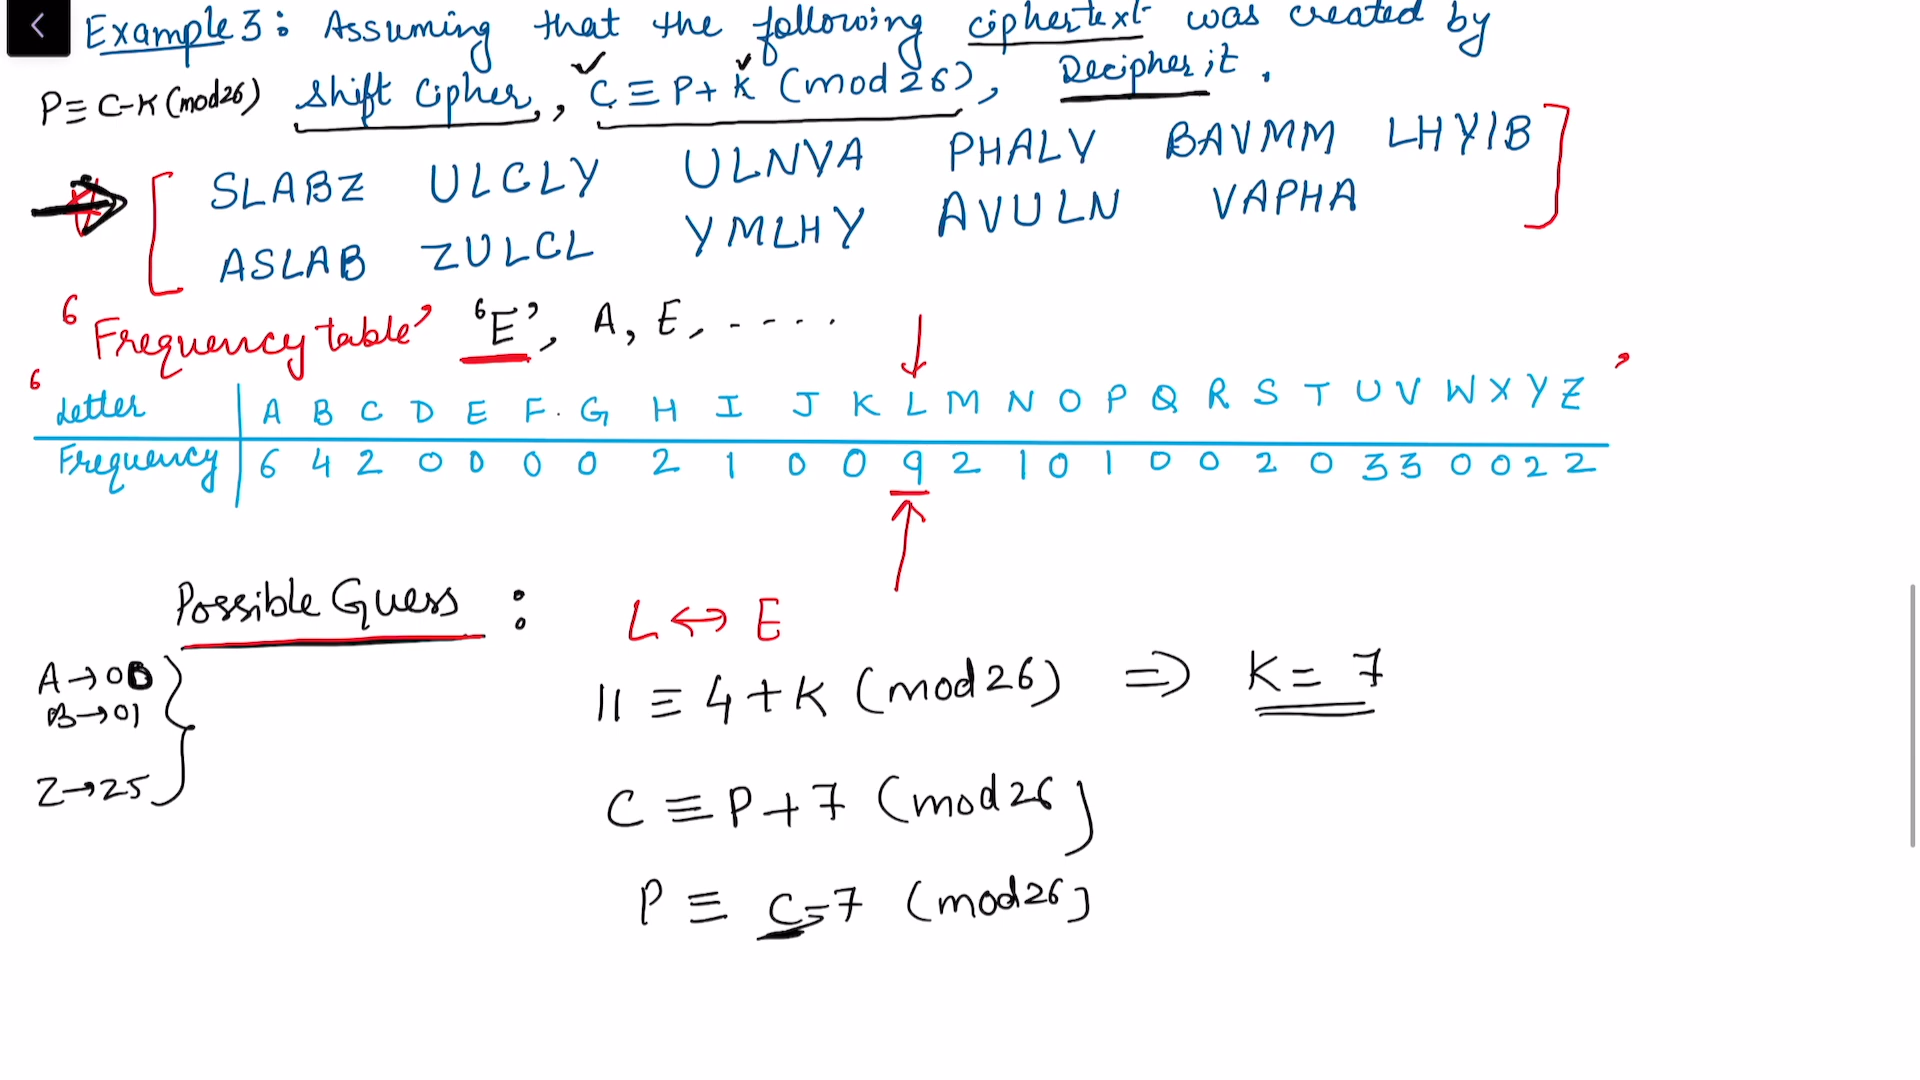 Example 3: Assuming that the following ciphertext was created by
P≡ C-K (mod26) Shift Cipher, , C ≡ P+ K (mod 26), Decipher it.
SLABZ ULCLY ULNVA PHALV BAVMM LHYIB
ASLAB ZULCL YMLHY AVULN VAPHA
"Frequency table" "E", A, E, - - - -
Letter A B C D E F G H I J K L M N O P Q R S T U V W X Y Z
Frequency 6 4 2 0 0 0 0 2 1 0 0 9 2 1 0 1 0 0 2 0 3 3 0 0 2 2
Possible Guess : L ↔ E
A → 00
B → 01
Z → 25
11 ≡ 4 + K (mod 26) ⇒ K = 7
C ≡ P + 7 (mod 26)
P ≡ C - 7 (mod 26)